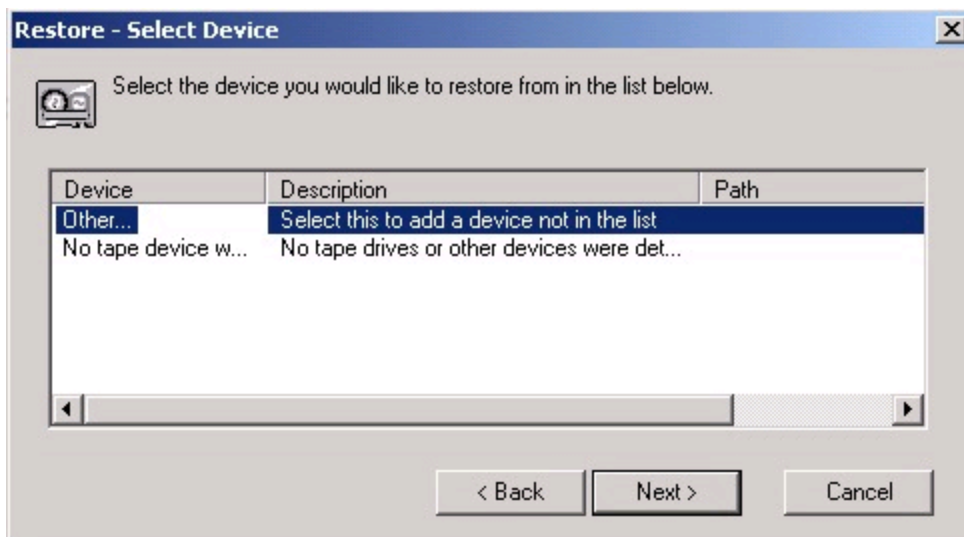 Restore - Select Device
Select the device you would like to restore from in the list below.
Device Description Path
Other... Select this to add a device not in the list
No tape device w... No tape drives or other devices were det...
< Back Next > Cancel